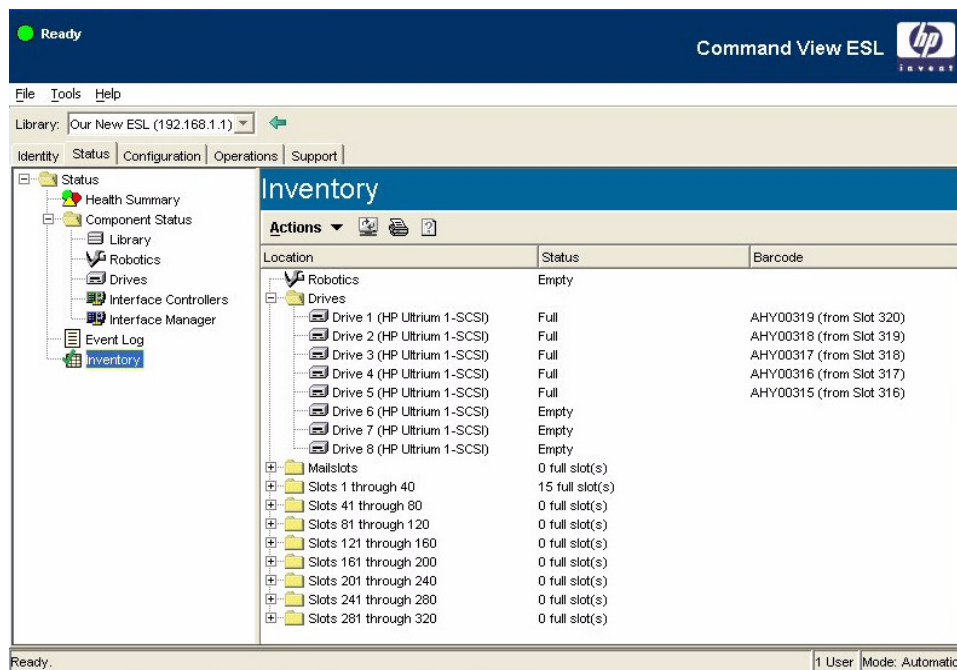 Ready
Command View ESL
hp
invent
File Tools Help
Library: Our New ESL (192.168.1.1)
Identity Status Configuration Operations Support
Status
Health Summary
Component Status
Library
Robotics
Drives
Interface Controllers
Interface Manager
Event Log
Inventory
Inventory
Actions
Location Status Barcode
Robotics Empty
Drives
Drive 1 (HP Ultrium 1-SCSI) Full AHY00319 (from Slot 320)
Drive 2 (HP Ultrium 1-SCSI) Full AHY00318 (from Slot 319)
Drive 3 (HP Ultrium 1-SCSI) Full AHY00317 (from Slot 318)
Drive 4 (HP Ultrium 1-SCSI) Full AHY00316 (from Slot 317)
Drive 5 (HP Ultrium 1-SCSI) Full AHY00315 (from Slot 316)
Drive 6 (HP Ultrium 1-SCSI) Empty
Drive 7 (HP Ultrium 1-SCSI) Empty
Drive 8 (HP Ultrium 1-SCSI) Empty
Mailslots 0 full slot(s)
Slots 1 through 40 15 full slot(s)
Slots 41 through 80 0 full slot(s)
Slots 81 through 120 0 full slot(s)
Slots 121 through 160 0 full slot(s)
Slots 161 through 200 0 full slot(s)
Slots 201 through 240 0 full slot(s)
Slots 241 through 280 0 full slot(s)
Slots 281 through 320 0 full slot(s)
Ready. 1 User Mode: Automatic